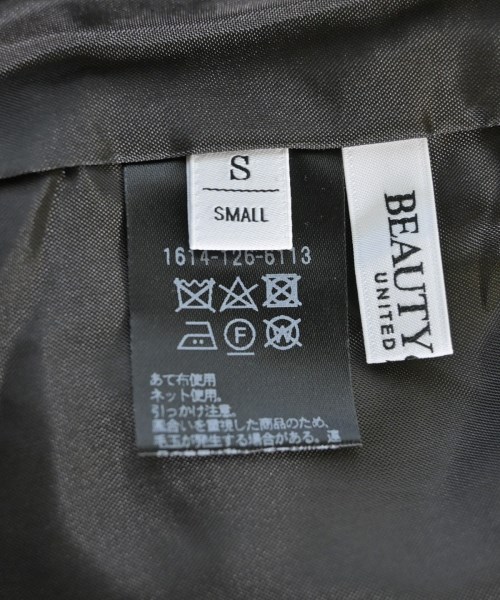 S
SMALL
1614-126-6113
F
W
あて布使用
ネット使用。
引っかけ注意。
風合いを重視した商品のため、
毛玉が発生する場合がある。
BEAUTY
UNITED